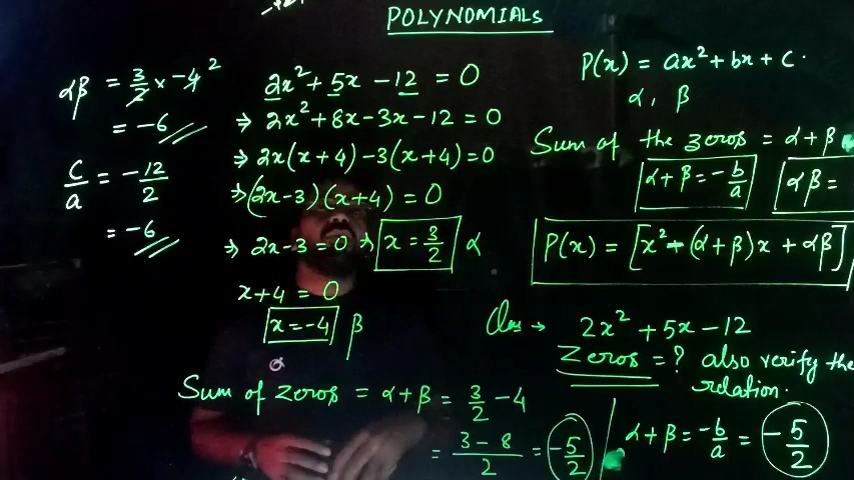 POLYNOMIALS
αβ = 3/2 × -4 2
= -6
C/a = -12/2
= -6
2x² + 5x - 12 = 0
⇒ 2x² + 8x - 3x - 12 = 0
⇒ 2x(x + 4) - 3(x + 4) = 0
⇒ (2x - 3)(x + 4) = 0
⇒ 2x - 3 = 0 ⇒ x = 3/2 α
x + 4 = 0
x = -4 β
α
Sum of zeros = α + β = 3/2 - 4
= 3 - 8/2 = -5/2
P(x) = ax² + bx + c.
α, β
Sum of the zeros = α + β
α + β = -b/a αβ =
P(x) = [x² - (α + β)x + αβ]
→ 2x² + 5x - 12
Zeros = ? also verify the
relation.
α + β = -b/a = -5/2